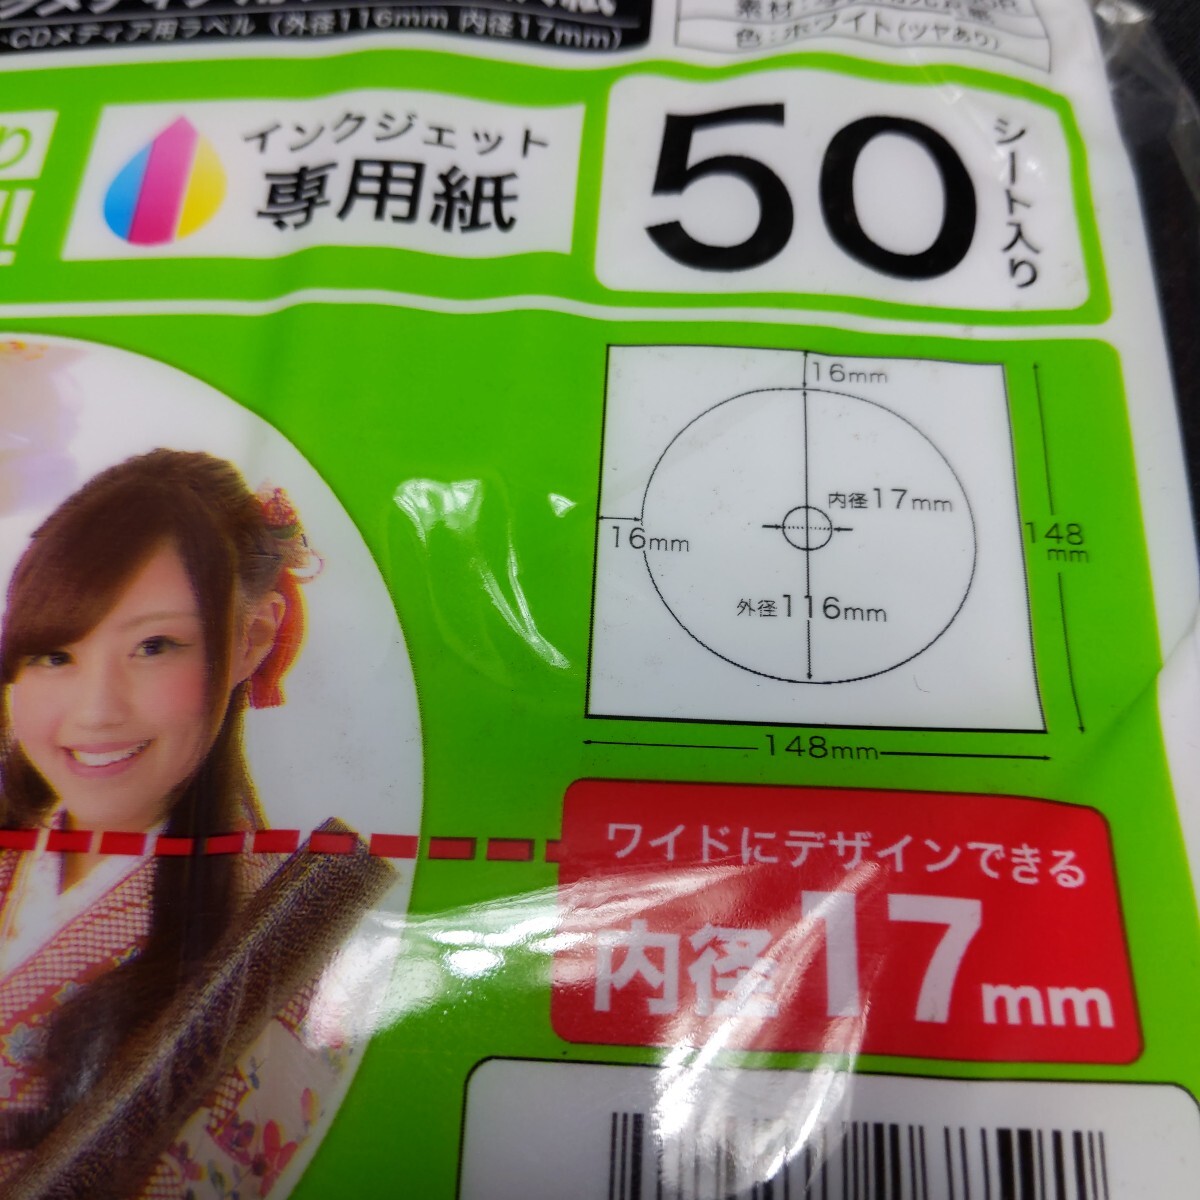 CDメディア用ラベル（外径116mm 内径17mm）
色：ホワイト（ツヤあり）
インクジェット
専用紙
50
シート入り
16mm
内径17mm
16mm
148
mm
外径116mm
148mm
ワイドにデザインできる
内径17mm